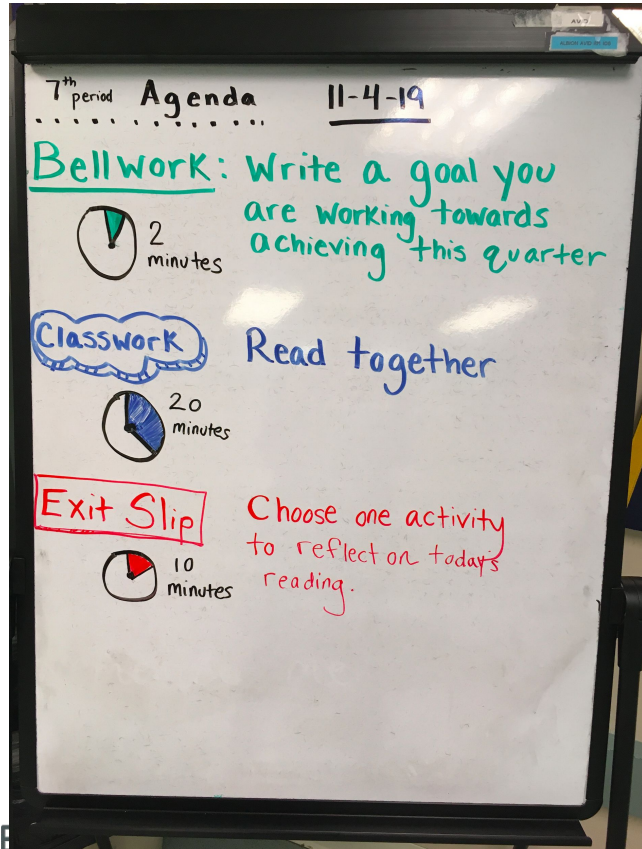 AVID
7th period Agenda 11-4-19
Bellwork: Write a goal you
are working towards
achieving this quarter
2
minutes
Classwork Read together
20
minutes
Exit Slip Choose one activity
to reflect on today's
reading.
10
minutes